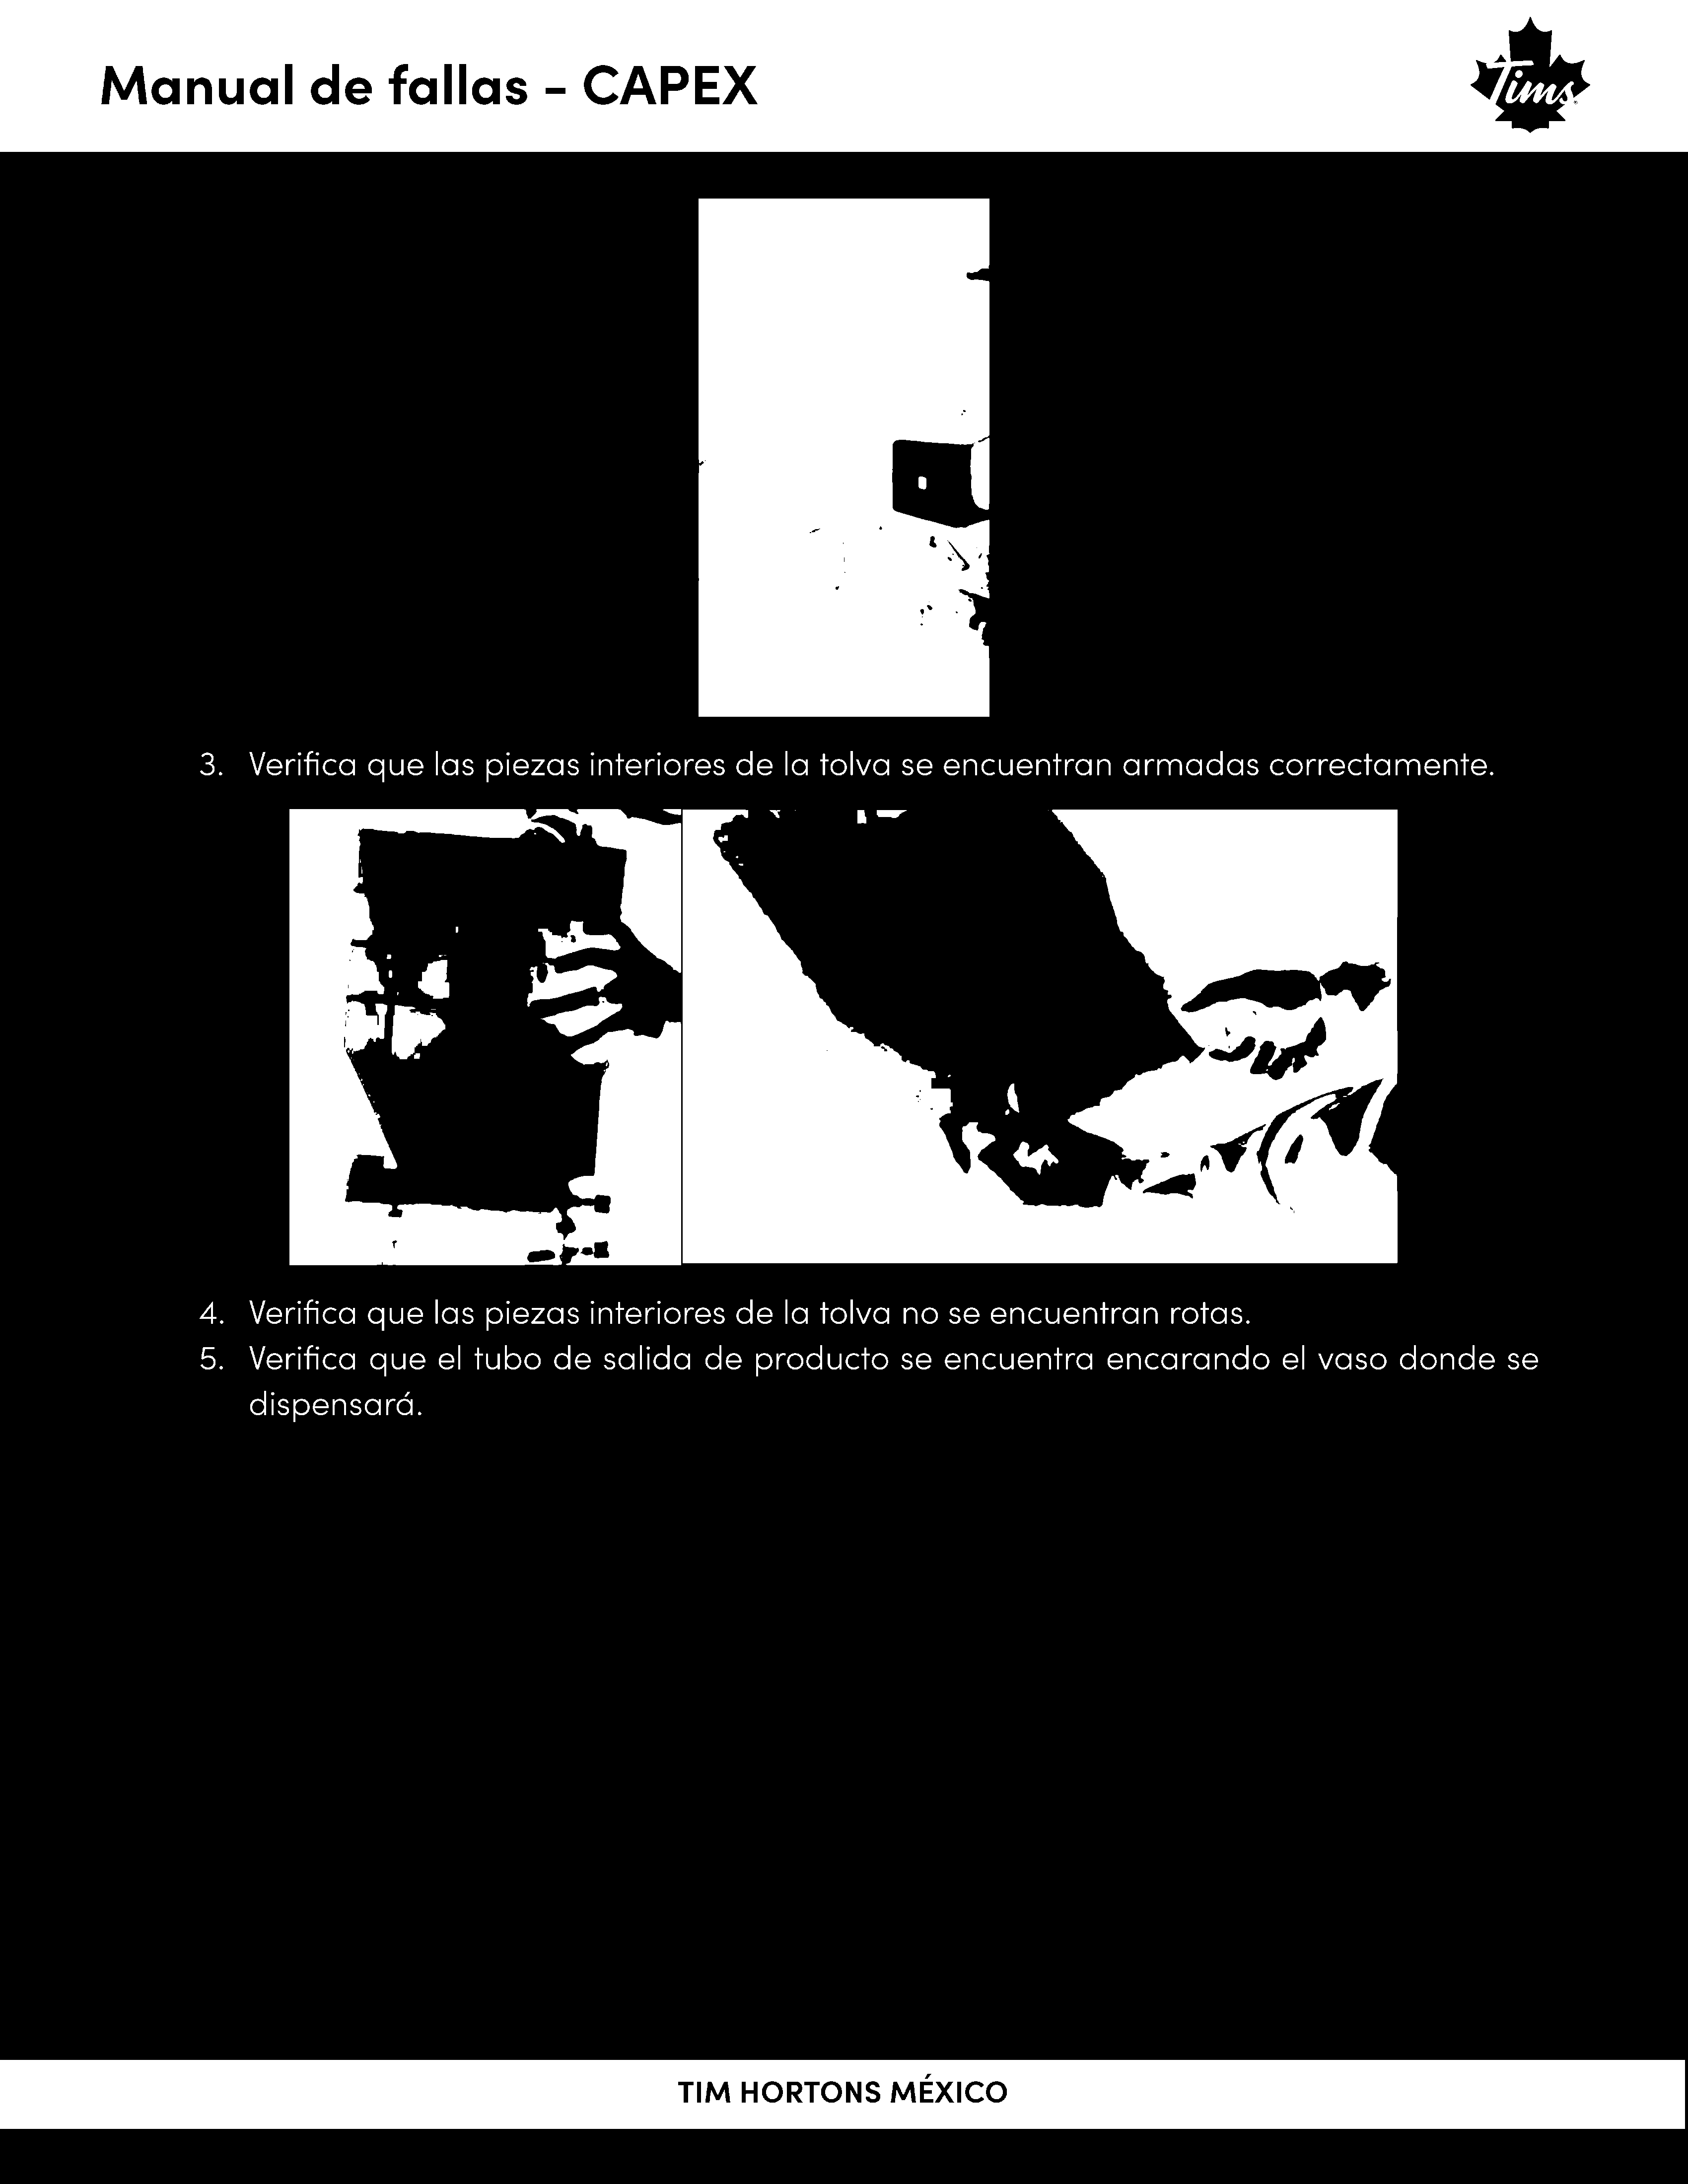 Manual de fallas - CAPEX
Tims
3. Verifica que las piezas interiores de la tolva se encuentran armadas correctamente.
4. Verifica que las piezas interiores de la tolva no se encuentran rotas.
5. Verifica que el tubo de salida de producto se encuentra encarando el vaso donde se
dispensará.
TIM HORTONS MÉXICO